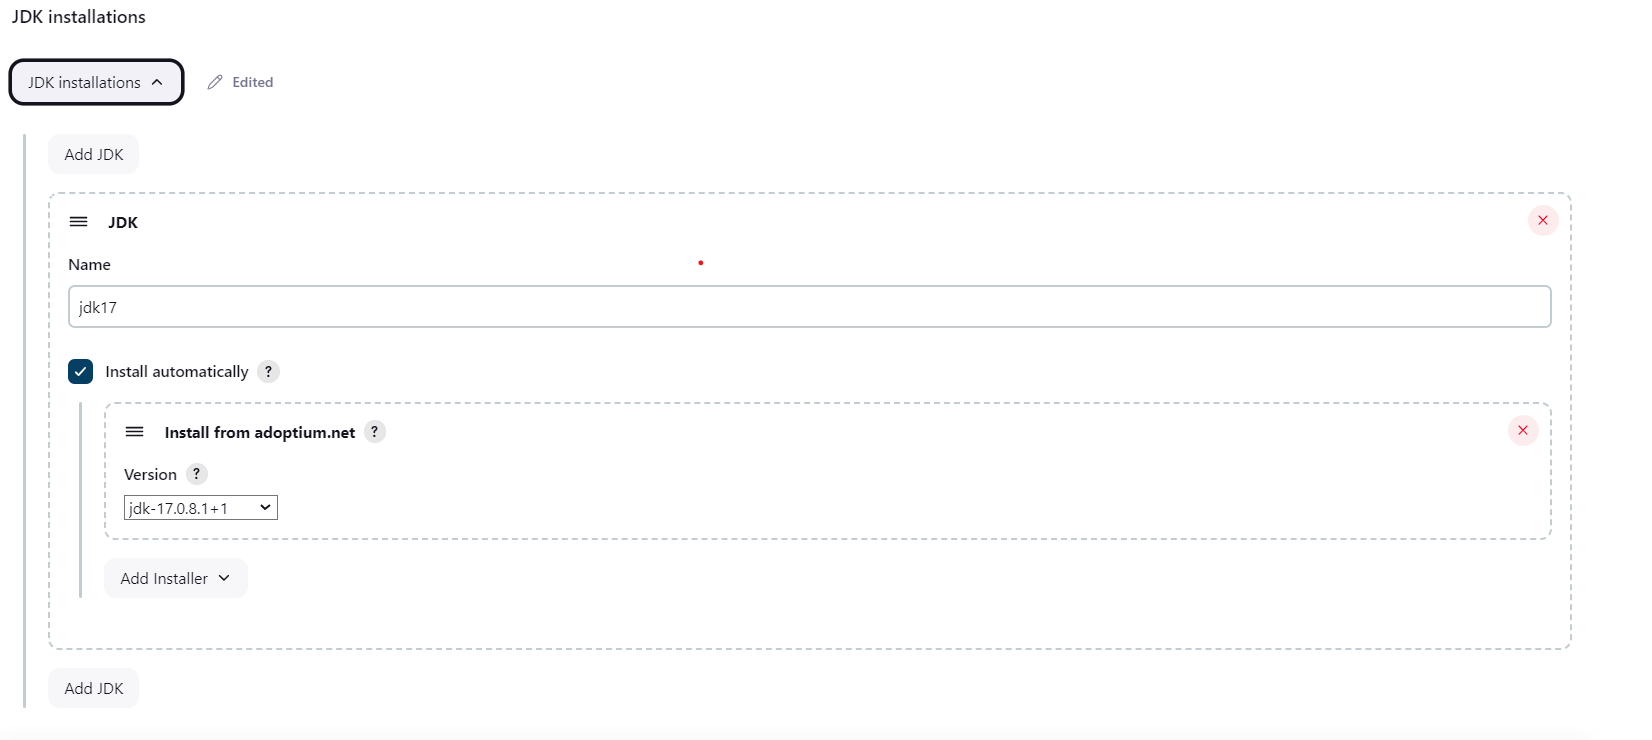 JDK installations
JDK installations
Edited
Add JDK
JDK
Name
jdk17
Install automatically ?
Install from adoptium.net ?
Version ?
jdk-17.0.8.1+1
Add Installer
Add JDK